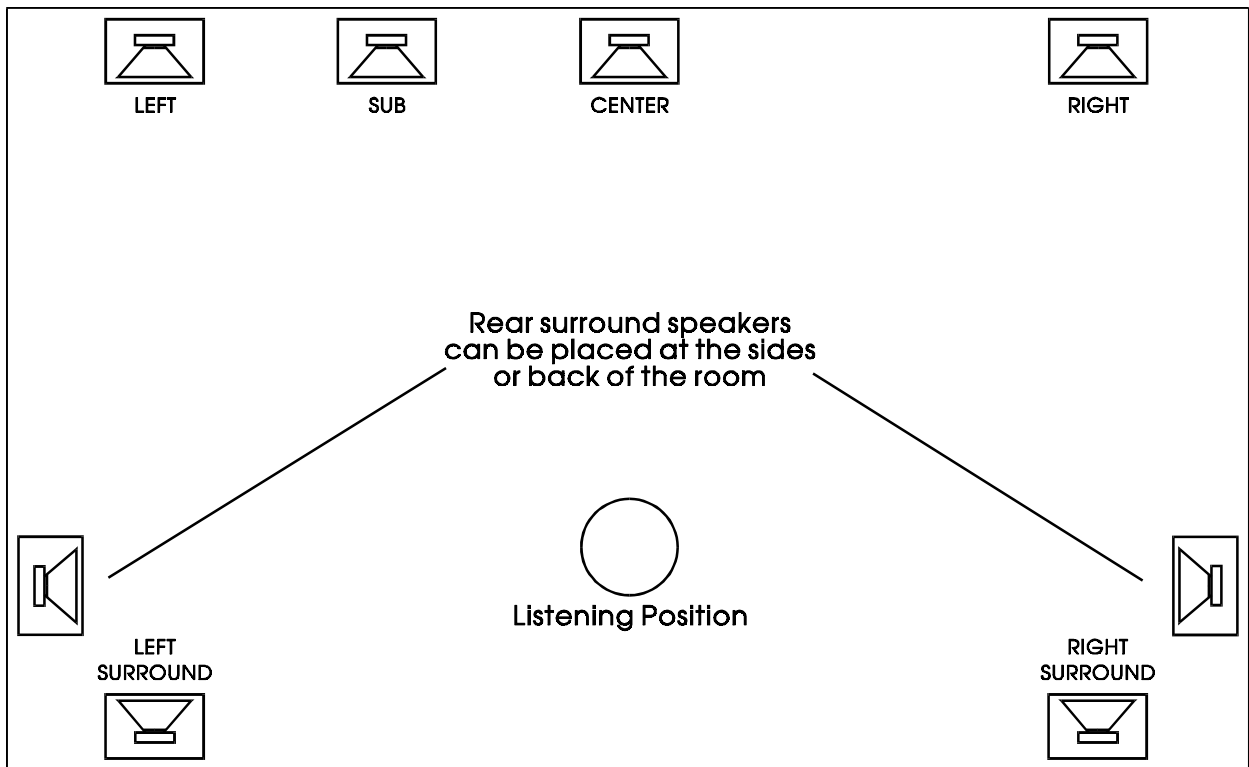 LEFT
SUB
CENTER
RIGHT
Rear surround speakers
can be placed at the sides
or back of the room
Listening Position
LEFT
SURROUND
RIGHT
SURROUND